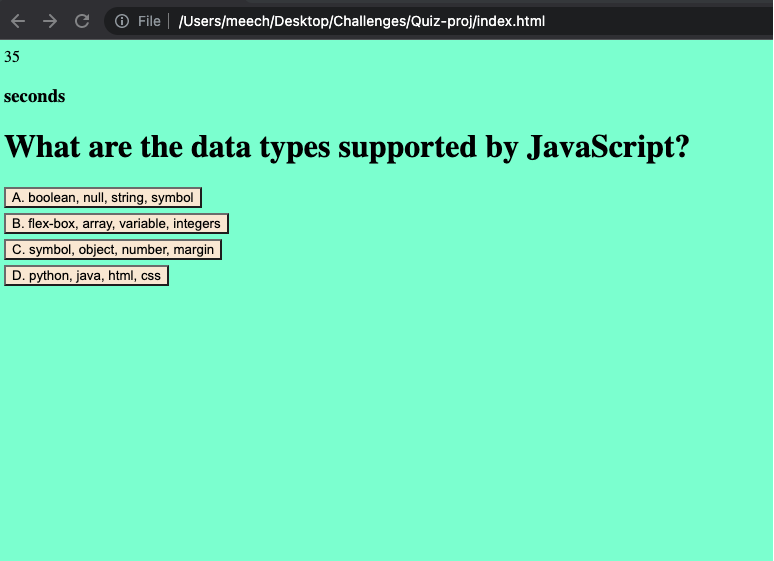 File /Users/meech/Desktop/Challenges/Quiz-proj/index.html
35
seconds
What are the data types supported by JavaScript?
A. boolean, null, string, symbol
B. flex-box, array, variable, integers
C. symbol, object, number, margin
D. python, java, html, css